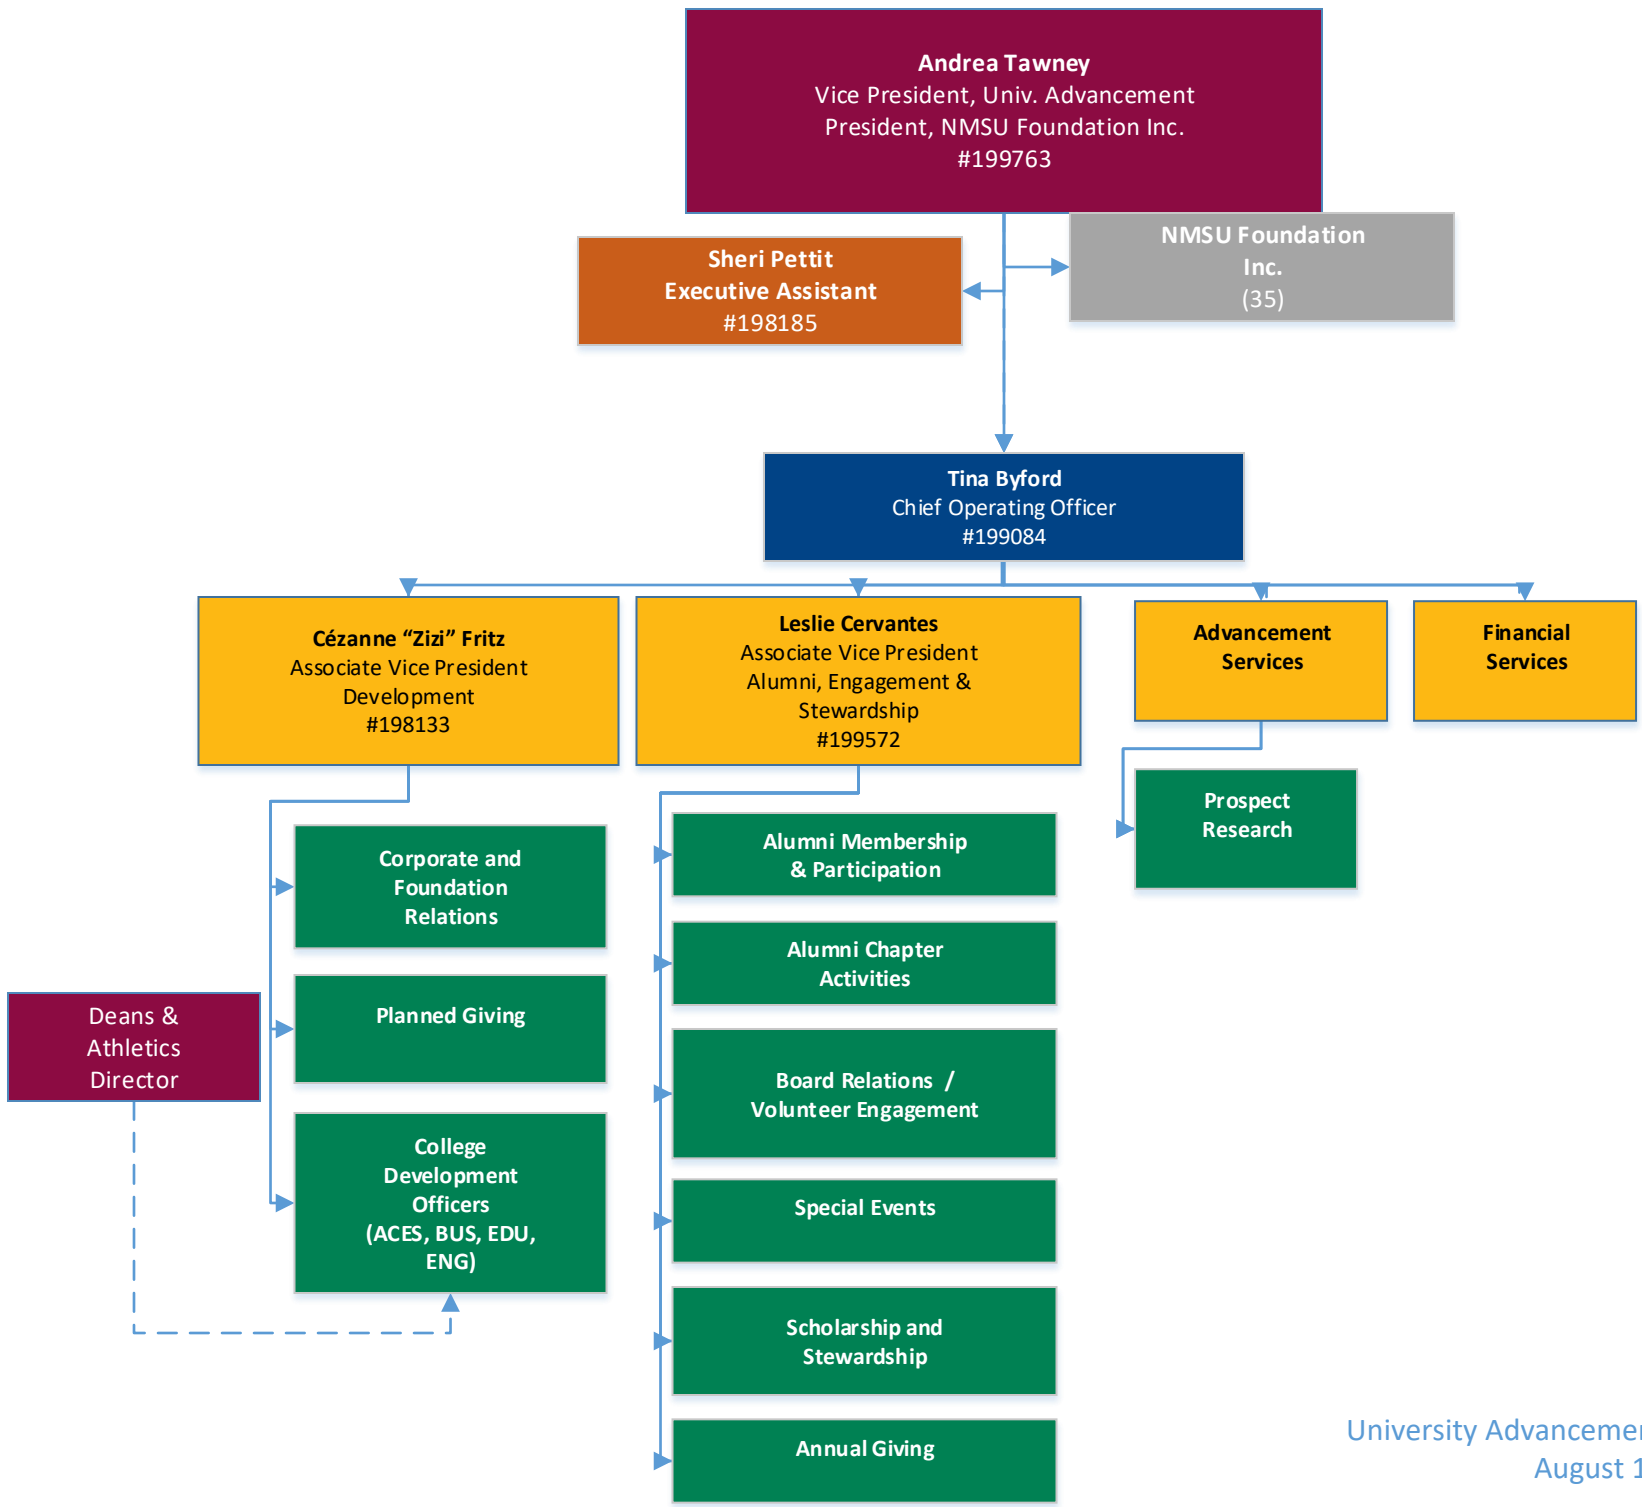 Andrea Tawney
Vice President, Univ. Advancement
President, NMSU Foundation Inc.
#199763
NMSU Foundation
Inc.
(35)
Sheri Pettit
Executive Assistant
#198185
Tina Byford
Chief Operating Officer
#199084
Cézanne “Zizi” Fritz
Associate Vice President
Development
#198133
Leslie Cervantes
Associate Vice President
Alumni, Engagement &
Stewardship
#199572
Advancement
Services
Financial
Services
Corporate and
Foundation
Relations
Planned Giving
College
Development
Officers
(ACES, BUS, EDU,
ENG)
Deans &
Athletics
Director
Alumni Membership
& Participation
Alumni Chapter
Activities
Board Relations /
Volunteer Engagement
Special Events
Scholarship and
Stewardship
Annual Giving
Prospect
Research
University
August